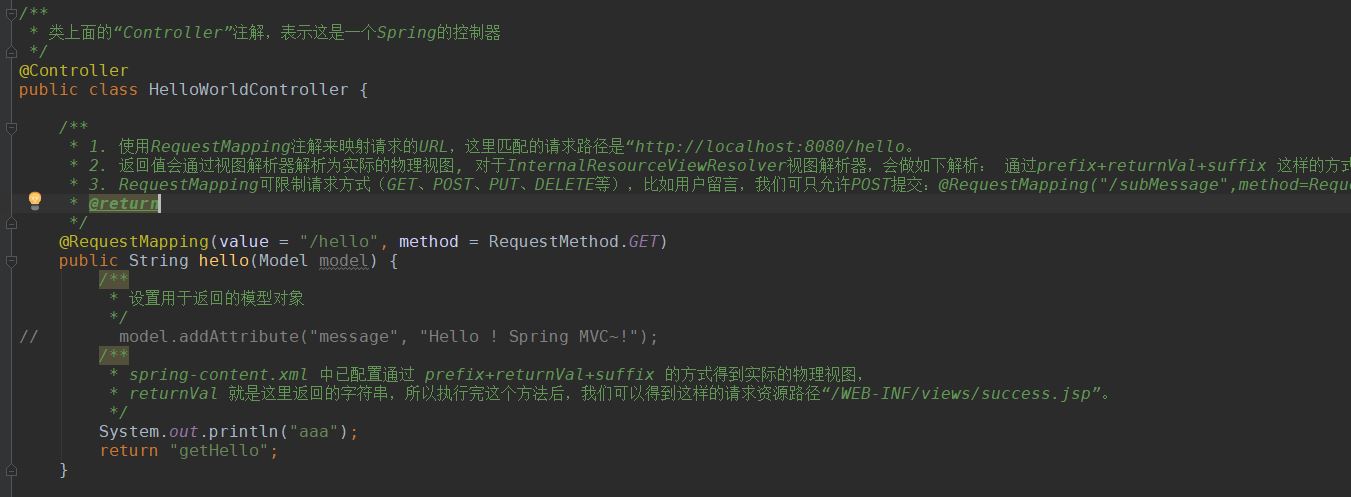 /**
 * 类上面的“Controller”注解，表示这是一个Spring的控制器
 */
@Controller
public class HelloWorldController {
/**
 * 1. 使用RequestMapping注解来映射请求的URL，这里匹配的请求路径是“http://localhost:8080/hello。
 * 2. 返回值会通过视图解析器解析为实际的物理视图, 对于InternalResourceViewResolver视图解析器，会做如下解析： 通过prefix+returnVal+suffix 这样的方式
 * 3. RequestMapping可限制请求方式（GET、POST、PUT、DELETE等），比如用户留言，我们可只允许POST提交：@RequestMapping("/subMessage",method=Reque
 * @return
 */
@RequestMapping(value = "/hello", method = RequestMethod.GET)
public String hello(Model model) {
/**
 * 设置用于返回的模型对象
 */
// model.addAttribute("message", "Hello ! Spring MVC~!");
/**
 * spring-content.xml 中已配置通过 prefix+returnVal+suffix 的方式得到实际的物理视图，
 * returnVal 就是这里返回的字符串，所以执行完这个方法后，我们可以得到这样的请求资源路径“/WEB-INF/views/success.jsp”。
 */
System.out.println("aaa");
return "getHello";
}